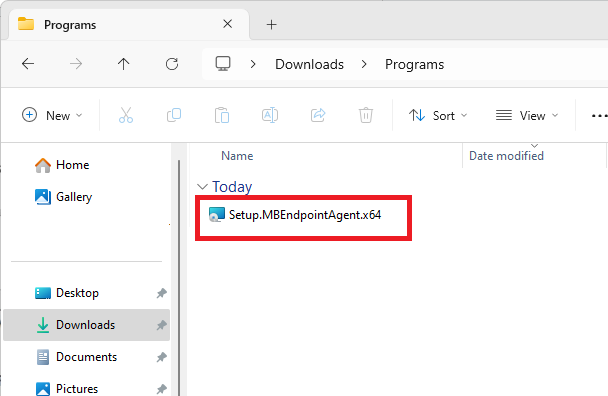 Programs
Downloads
Programs
New
Sort
View
Name
Date modified
Home
Gallery
Today
Setup.MBEndpointAgent.x64
Desktop
Downloads
Documents
Pictures